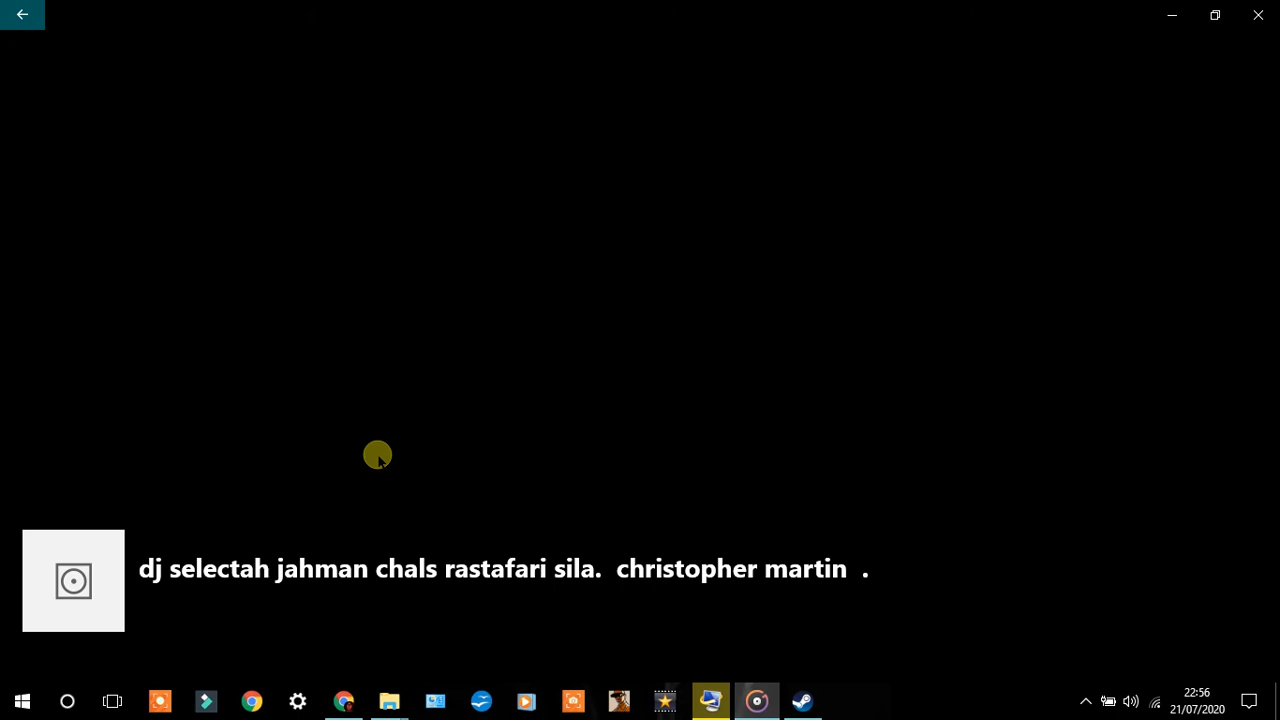 dj selectah jahman chals rastafari sila.  christopher martin  .
22:56
21/07/2020